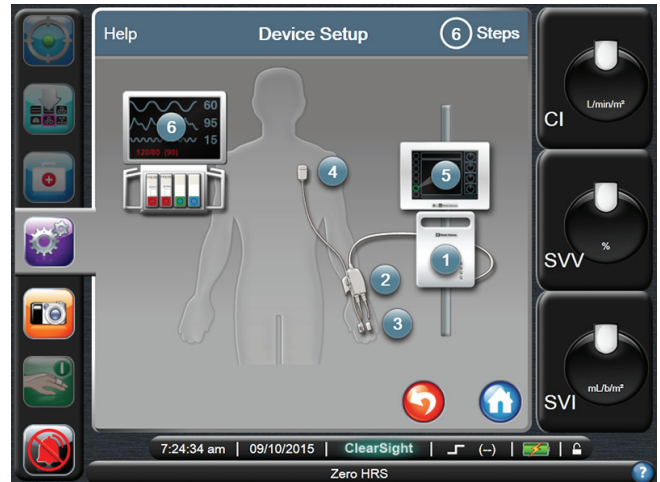 Help
Device Setup
6 Steps
60
95
15
120/80 (90)
6
4
5
1
2
3
CI
L/min/m²
SVV
%
SVI
mL/b/m²
7:24:34 am | 09/10/2015 | ClearSight | (--) |
Zero HRS
?